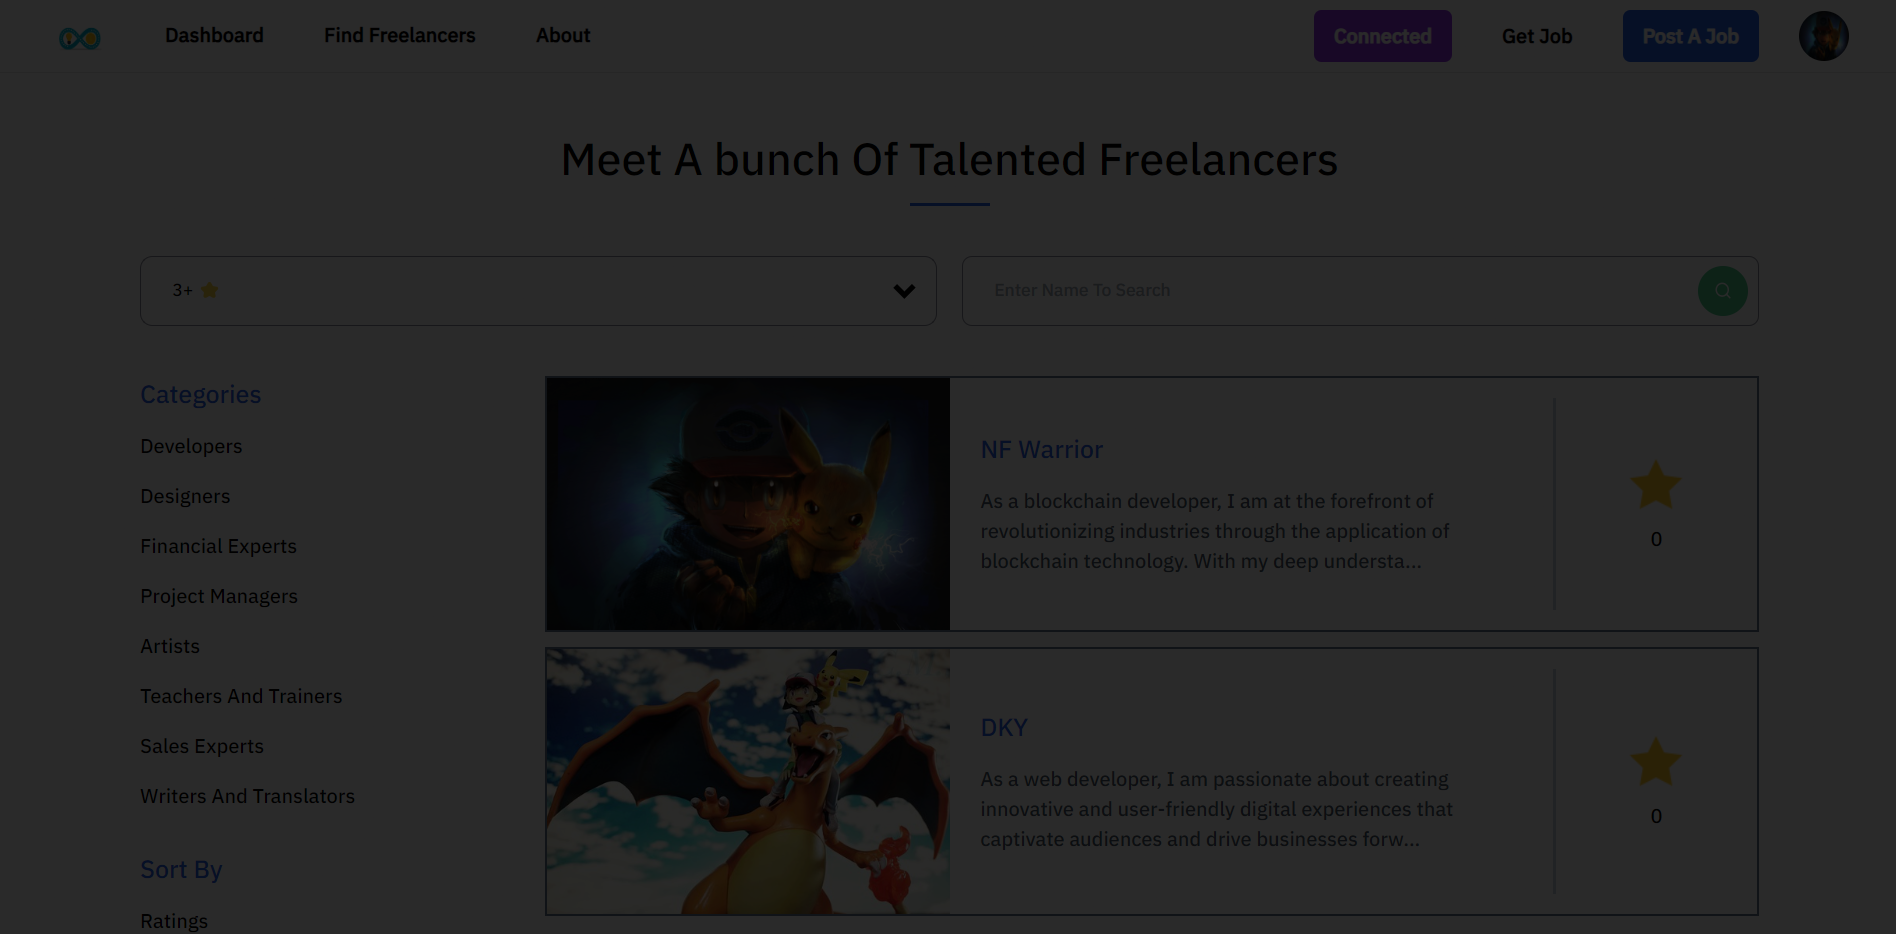 Dashboard
Find Freelancers
About
Connected
Get Job
Post A Job
Meet A bunch Of Talented Freelancers
3+
Enter Name To Search
Categories
Developers
Designers
Financial Experts
Project Managers
Artists
Teachers And Trainers
Sales Experts
Writers And Translators
Sort By
Ratings
NF Warrior
As a blockchain developer, I am at the forefront of
revolutionizing industries through the application of
blockchain technology. With my deep understa...
0
DKY
As a web developer, I am passionate about creating
innovative and user-friendly digital experiences that
captivate audiences and drive businesses forw...
0